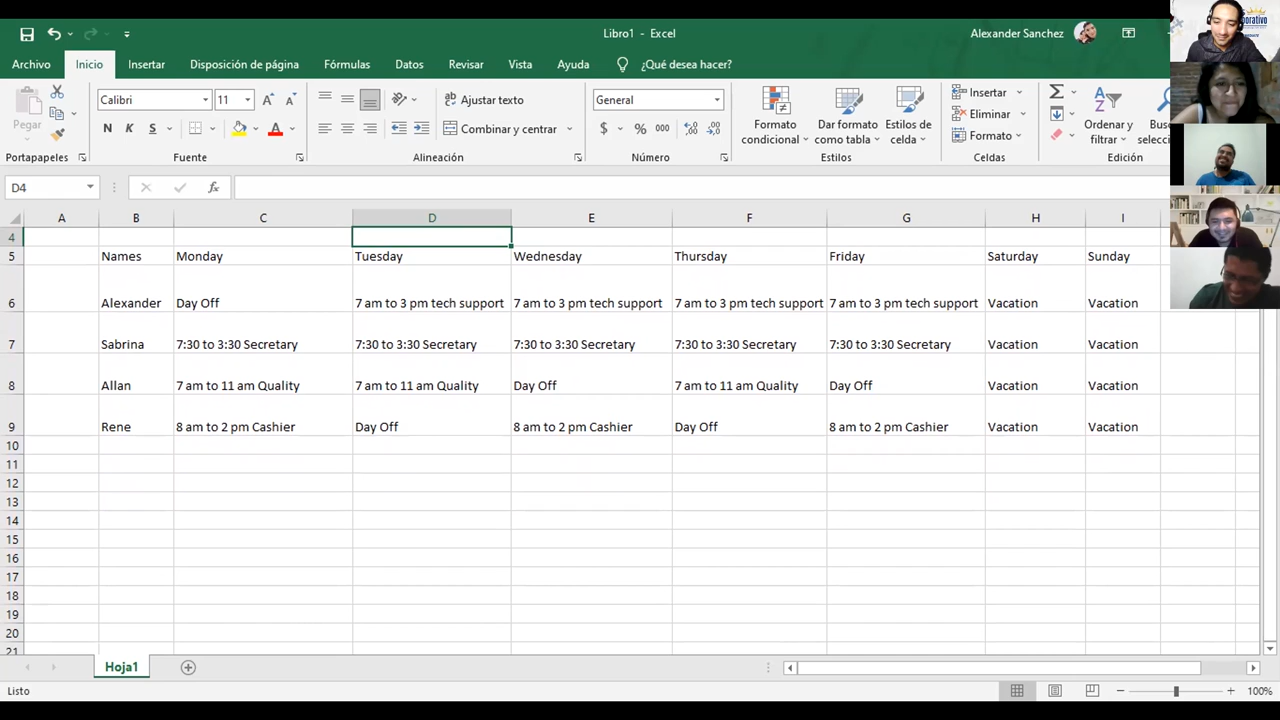 Libro1 - Excel
Alexander Sanchez
orativo
Archivo Inicio Insertar Disposición de página Fórmulas Datos Revisar Vista Ayuda ¿Qué desea hacer?
Pegar
Calibri 11
N K S
Ajustar texto
Combinar y centrar
General
$ % 000
Formato condicional
Dar formato como tabla
Estilos de celda
Insertar
Eliminar
Formato
Ordenar y filtrar
Portapapeles Fuente Alineación Número Estilos Celdas Edición
D4 fx
A B C D E F G H I
4
5 Names Monday Tuesday Wednesday Thursday Friday Saturday Sunday
6 Alexander Day Off 7 am to 3 pm tech support 7 am to 3 pm tech support 7 am to 3 pm tech support 7 am to 3 pm tech support Vacation Vacation
7 Sabrina 7:30 to 3:30 Secretary 7:30 to 3:30 Secretary 7:30 to 3:30 Secretary 7:30 to 3:30 Secretary 7:30 to 3:30 Secretary Vacation Vacation
8 Allan 7 am to 11 am Quality 7 am to 11 am Quality Day Off 7 am to 11 am Quality Day Off Vacation Vacation
9 Rene 8 am to 2 pm Cashier Day Off 8 am to 2 pm Cashier Day Off 8 am to 2 pm Cashier Vacation Vacation
10
11
12
13
14
15
16
17
18
19
20
21
Hoja1
Listo 100%